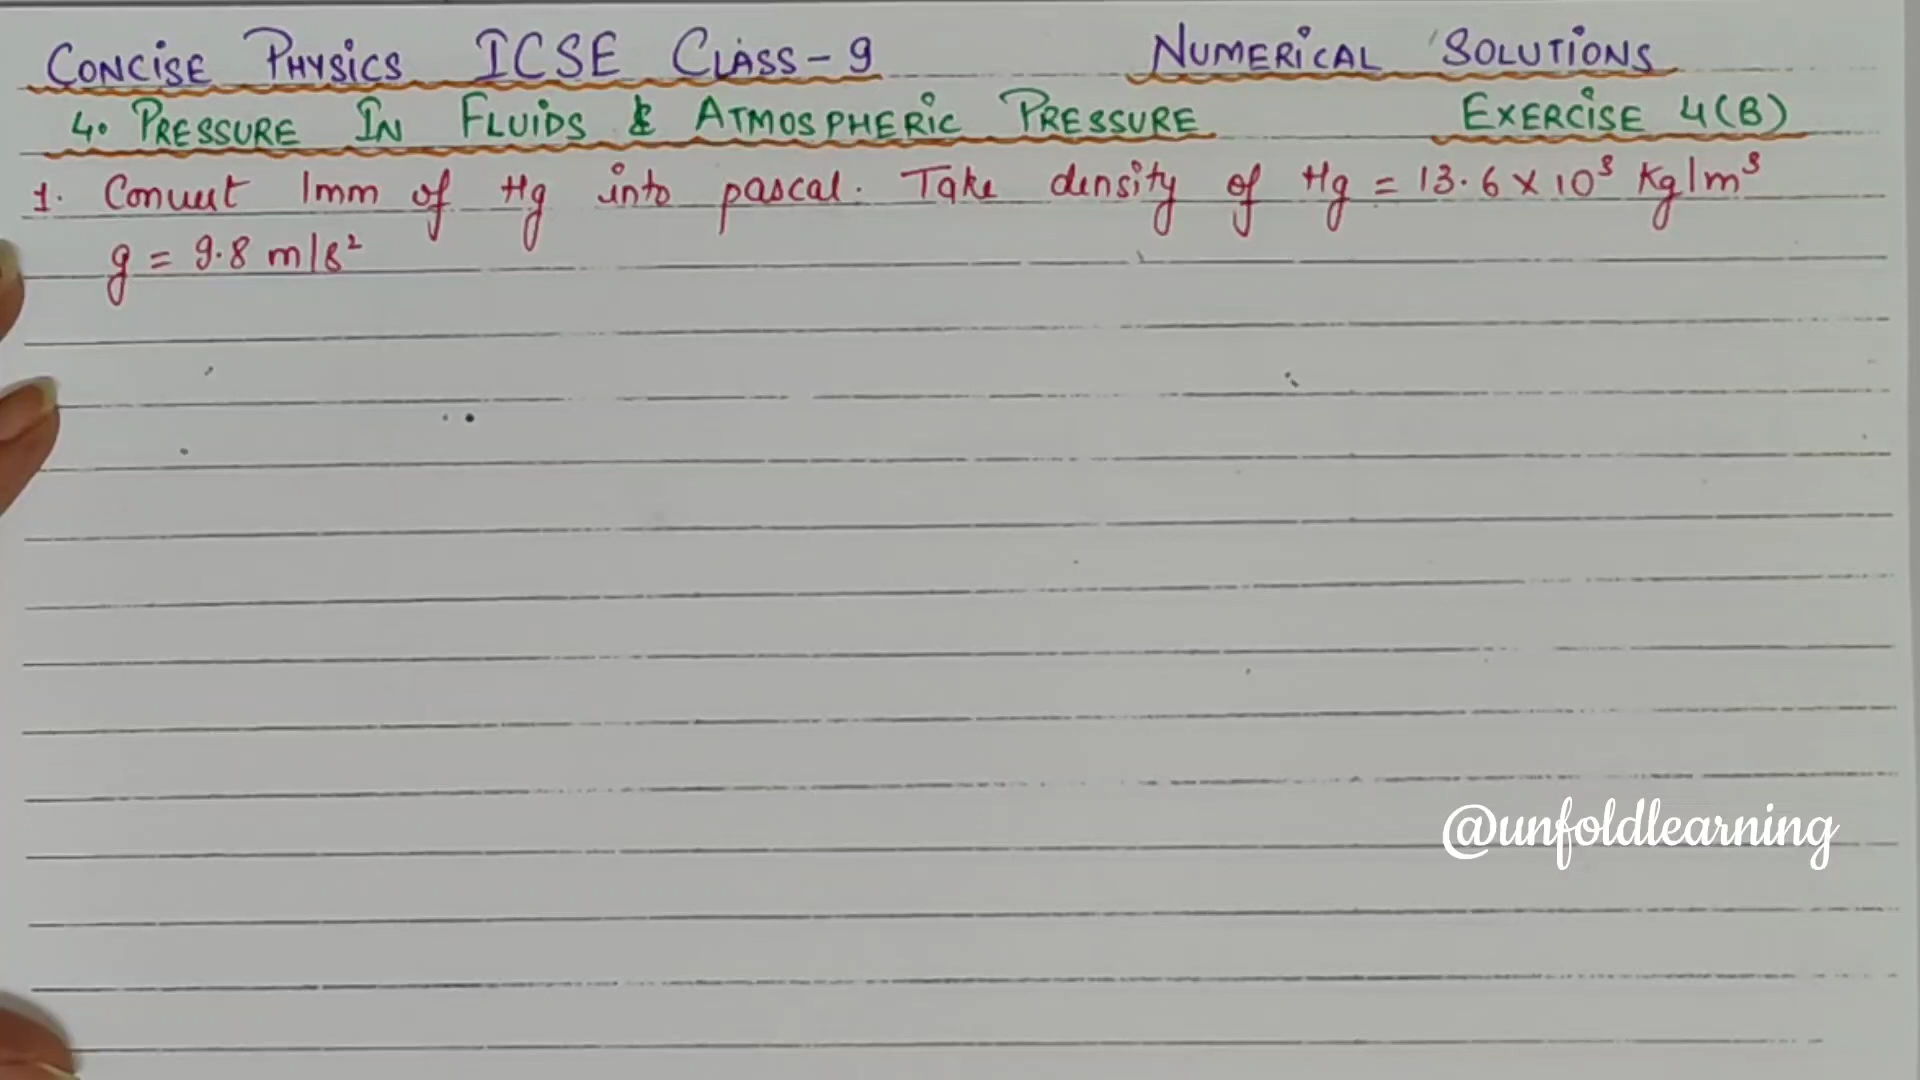 CONCISE PHYSICS ICSE CLASS-9 NUMERICAL SOLUTIONS
4. PRESSURE IN FLUIDS & ATMOSPHERIC PRESSURE EXERCISE 4(B)
1. Convert 1mm of Hg into pascal. Take density of Hg = 13.6 × 10³ Kg/m³
g = 9.8 m/s²
@unfoldlearning